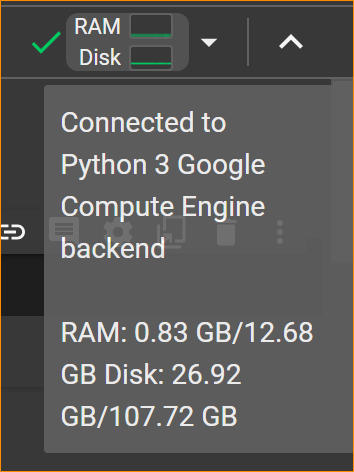 RAM
Disk
Connected to
Python 3 Google
Compute Engine
backend
RAM: 0.83 GB/12.68
GB Disk: 26.92
GB/107.72 GB